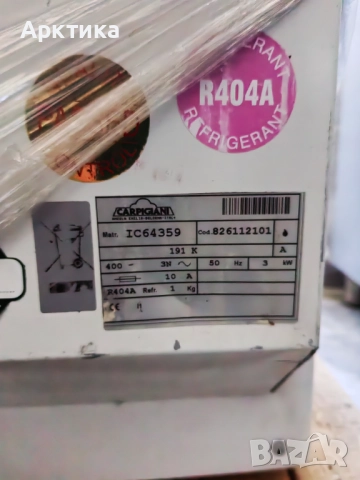 Арктика
R404A
REFRIGERANT
CARPIGIANI
Matr. IC64359 Cod. 826112101
191 K A
400 ~ 3N ~ 50 Hz 3 kW
10 A
R404A Refr. 1 Kg
CE
BAZAR